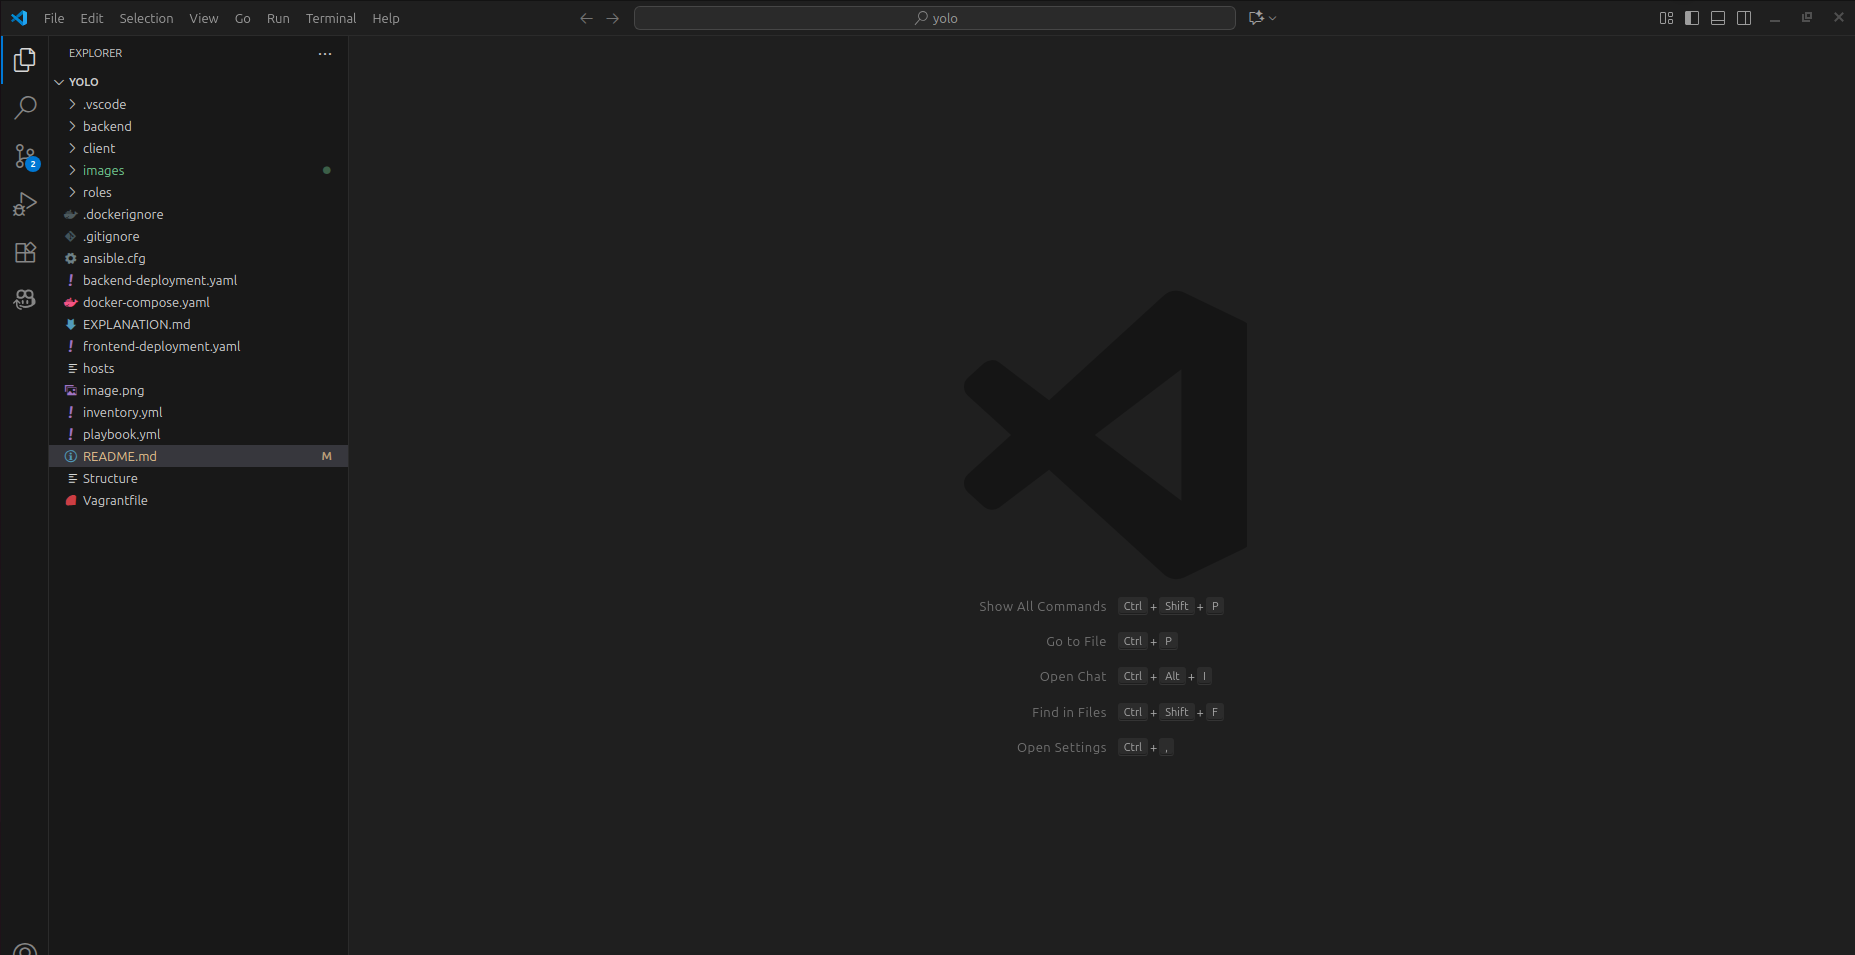 File Edit Selection View Go Run Terminal Help
yolo
EXPLORER
YOLO
.vscode
backend
client
images
roles
.dockerignore
.gitignore
ansible.cfg
backend-deployment.yaml
docker-compose.yaml
EXPLANATION.md
frontend-deployment.yaml
hosts
image.png
inventory.yml
playbook.yml
README.md M
Structure
Vagrantfile
2
Show All Commands Ctrl + Shift + P
Go to File Ctrl + P
Open Chat Ctrl + Alt + I
Find in Files Ctrl + Shift + F
Open Settings Ctrl + ,